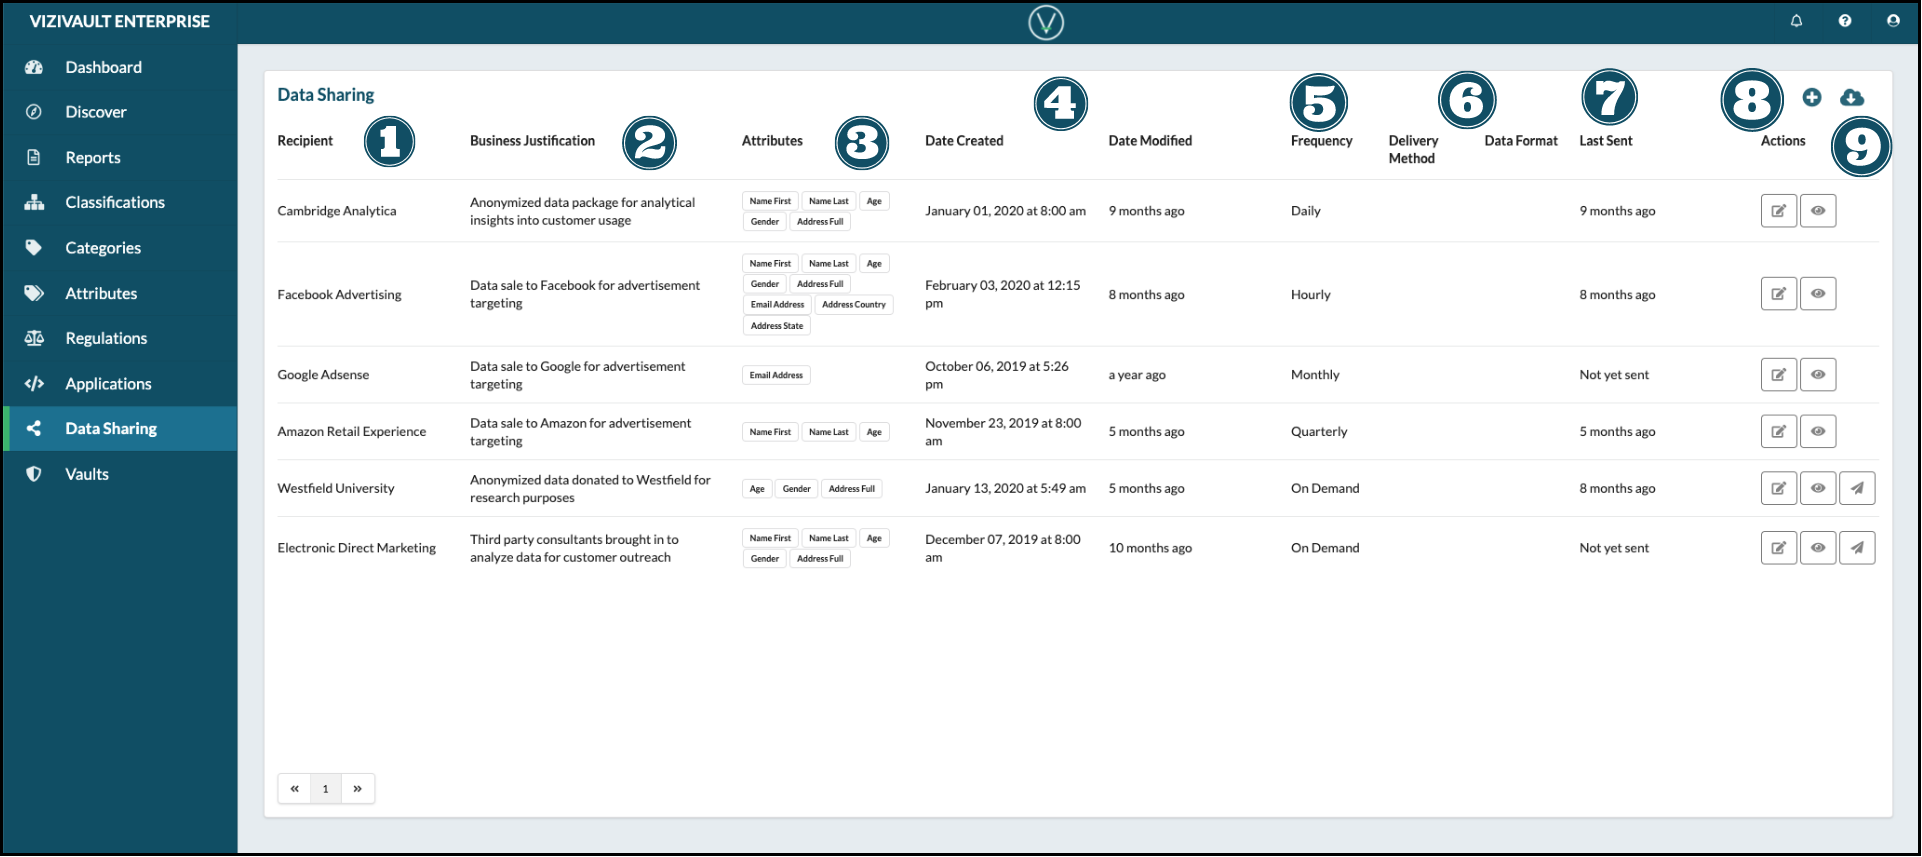 VIZIVAULT ENTERPRISE
Dashboard
Discover
Reports
Classifications
Categories
Attributes
Regulations
Applications
Data Sharing
Vaults
Data Sharing
4
5
6
7
8
Recipient 1 Business Justification 2 Attributes 3 Date Created Date Modified Frequency Delivery Method Data Format Last Sent Actions 9
Cambridge Analytica
Anonymized data package for analytical
insights into customer usage
Name First Name Last Age
Gender Address Full
January 01, 2020 at 8:00 am
9 months ago
Daily
9 months ago
Facebook Advertising
Data sale to Facebook for advertisement
targeting
Name First Name Last Age
Gender Address Full
Email Address Address Country
Address State
February 03, 2020 at 12:15
pm
8 months ago
Hourly
8 months ago
Google Adsense
Data sale to Google for advertisement
targeting
Email Address
October 06, 2019 at 5:26
pm
a year ago
Monthly
Not yet sent
Amazon Retail Experience
Data sale to Amazon for advertisement
targeting
Name First Name Last Age
November 23, 2019 at 8:00
am
5 months ago
Quarterly
5 months ago
Westfield University
Anonymized data donated to Westfield for
research purposes
Age Gender Address Full
January 13, 2020 at 5:49 am
5 months ago
On Demand
8 months ago
Electronic Direct Marketing
Third party consultants brought in to
analyze data for customer outreach
Name First Name Last Age
Gender Address Full
December 07, 2019 at 8:00
am
10 months ago
On Demand
Not yet sent
« 1 »